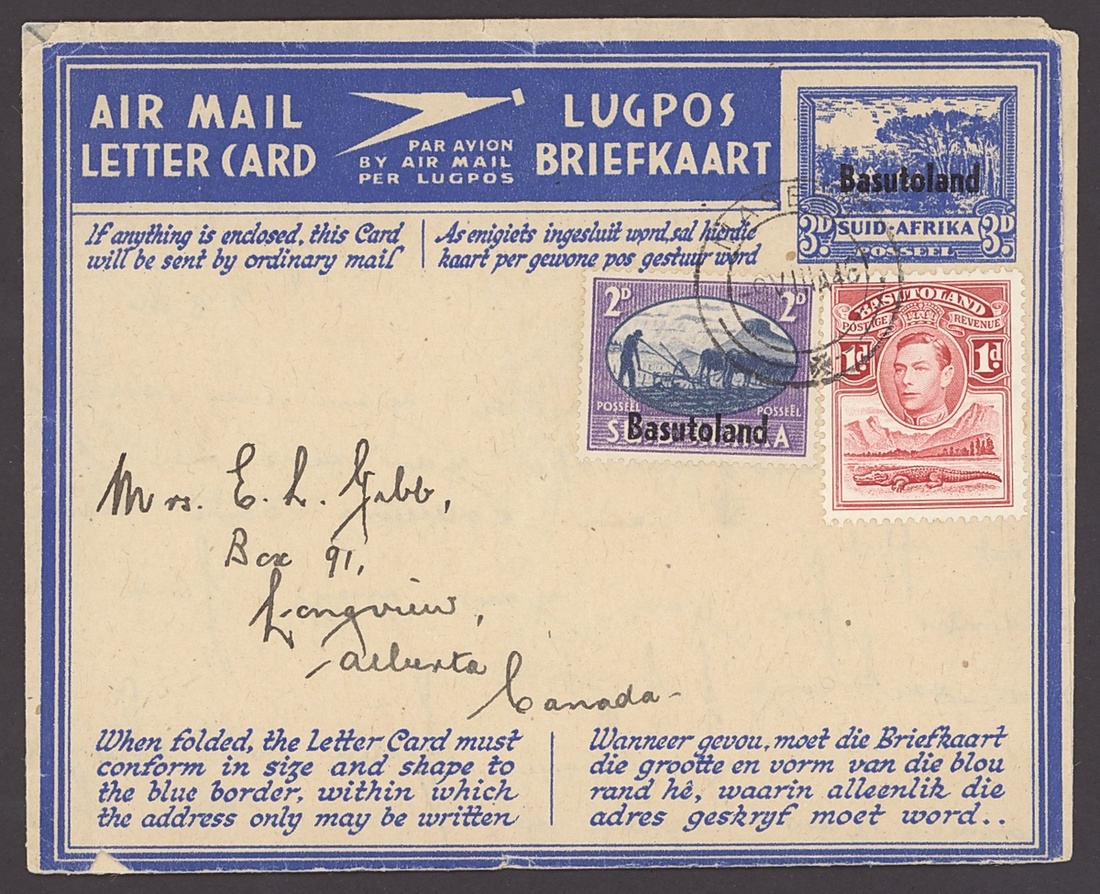 AIR MAIL
LETTER CARD
PAR AVION
BY AIR MAIL
PER LUGPOS
LUGPOS
BRIEFKAART
If anything is enclosed, this Card
will be sent by ordinary mail
As enigiets ingesluit word, sal hierdie
kaart per gewone pos gestuur word
Basutoland
3D SUID-AFRIKA 3D
POSSEEL
2D 2D
POSSEEL POSSEËL
Basutoland
BASUTOLAND
POSTAGE REVENUE
1d 1d
Mrs. E. L. Gebb,
Box 91,
Longview,
Alberta
Canada-
When folded, the Letter Card must
conform in size and shape to
the blue border, within which
the address only may be written
Wanneer gevou, moet die Briefkaart
die grootte en vorm van die blou
rand hê, waarin alleenlik die
adres geskryf moet word..